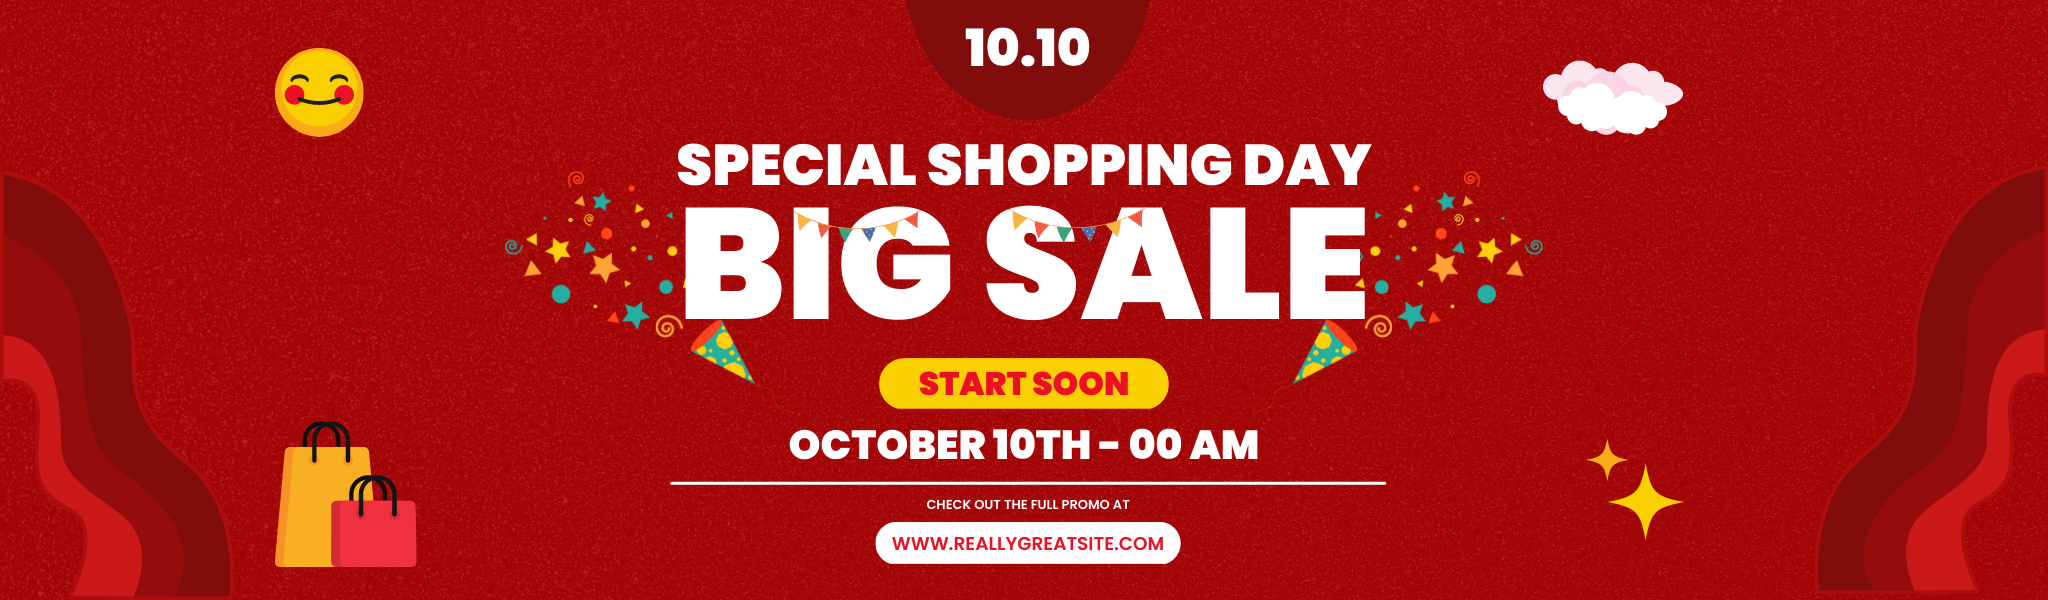 10.10
SPECIAL SHOPPING DAY
BIG SALE
START SOON
OCTOBER 10TH - 00 AM
CHECK OUT THE FULL PROMO AT
WWW.REALLYGREATSITE.COM